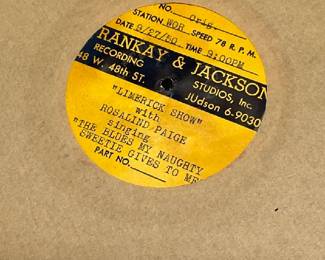 NO. orig.
STATION WOR SPEED 78 R.P.M.
DATE 9/27/50 TIME 9:00PM
RANKAY & JACKSON
RECORDING STUDIOS, Inc.
48 W. 48th ST. JUdson 6-9030
"LIMERICK SHOW"
with
ROSALIND PAIGE
singing
"THE BLUES MY NAUGHTY
SWEETIE GIVES TO ME
PART NO.